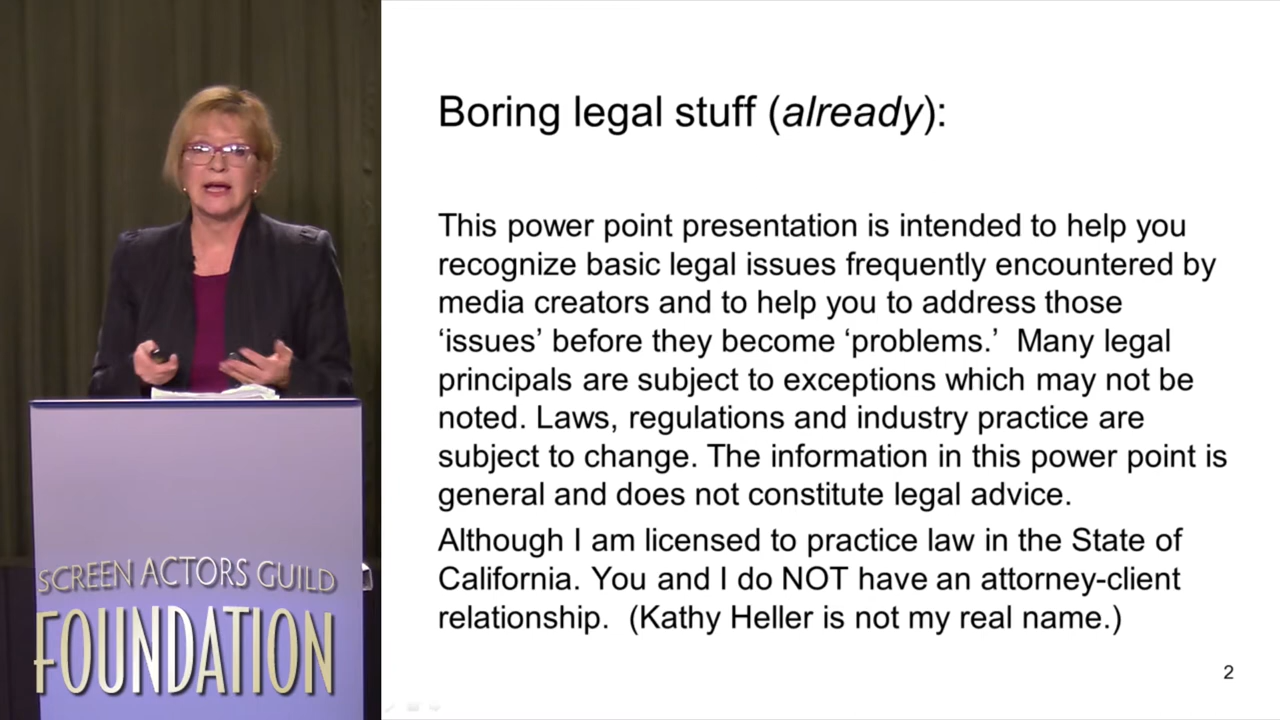 Boring legal stuff (already):
This power point presentation is intended to help you
recognize basic legal issues frequently encountered by
media creators and to help you to address those
‘issues’ before they become ‘problems.’  Many legal
principals are subject to exceptions which may not be
noted. Laws, regulations and industry practice are
subject to change. The information in this power point is
general and does not constitute legal advice.
Although I am licensed to practice law in the State of
California. You and I do NOT have an attorney-client
relationship.  (Kathy Heller is not my real name.)
2
SCREEN ACTORS GUILD
FOUNDATION